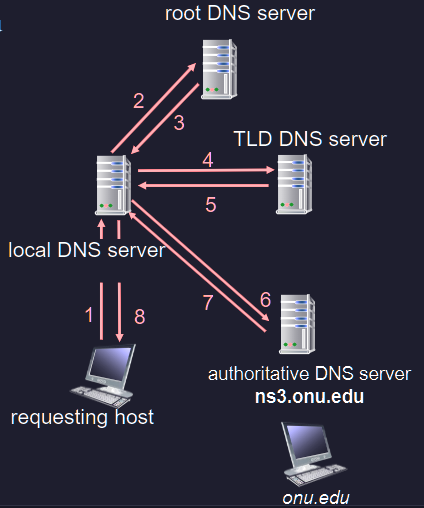 root DNS server
2
3
TLD DNS server
4
5
local DNS server
6
7
1
8
authoritative DNS server
ns3.onu.edu
requesting host
onu.edu